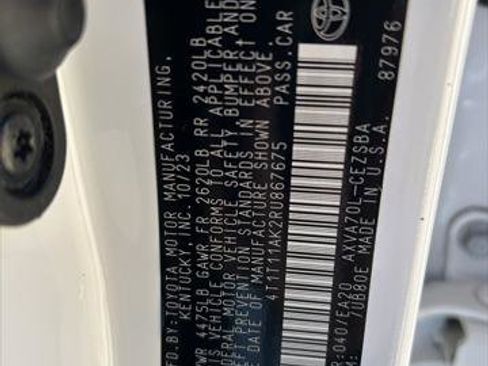 MFD.BY:TOYOTA MOTOR MANUFACTURING,
KENTUCKY, INC. 10/23
GVWR 4475LB GAWR FR 2620LB RR 2420LB
THIS VEHICLE CONFORMS TO ALL APPLICABLE
FEDERAL MOTOR VEHICLE SAFETY BUMPER AND
THEFT PREVENTION STANDARDS IN EFFECT ON
THE DATE OF MANUFACTURE SHOWN ABOVE.
4T1T11AK2RU867675 PASS.CAR
R:040/EA20 AXVA70L-CEZSBA
M: 7UB80E MADE IN U.S.A. 87976